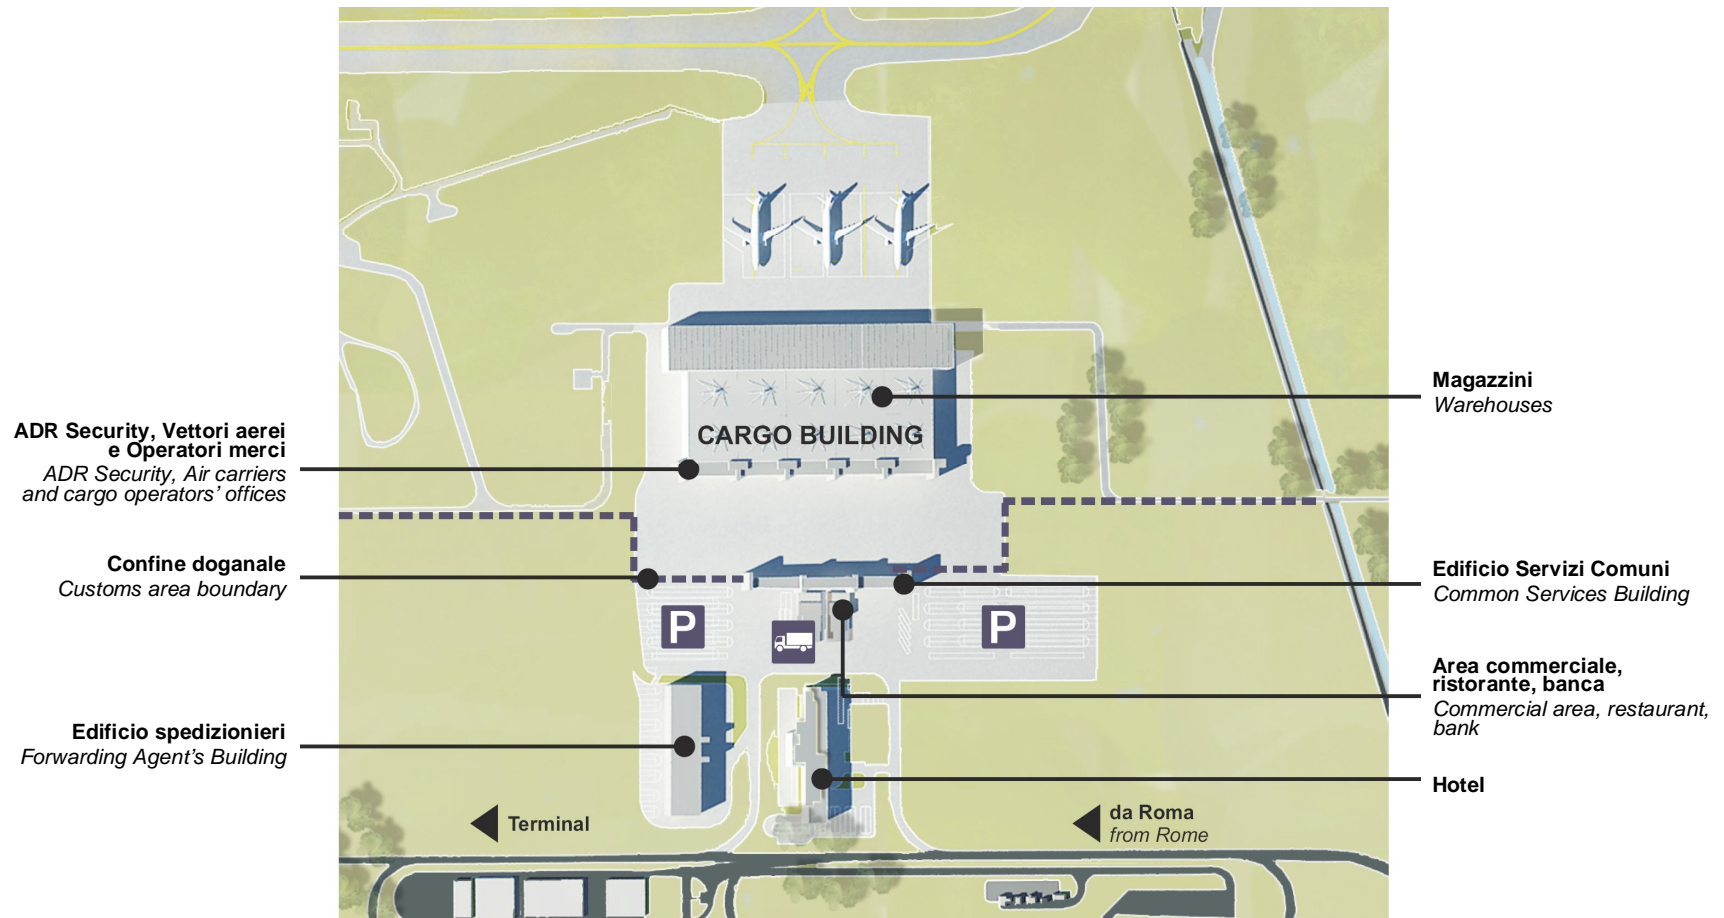 ADR Security, Vettori aerei
e Operatori merci
ADR Security, Air carriers
and cargo operators' offices
Confine doganale
Customs area boundary
Edificio spedizionieri
Forwarding Agent's Building
CARGO BUILDING
P
P
Terminal
da Roma
from Rome
Magazzini
Warehouses
Edificio Servizi Comuni
Common Services Building
Area commerciale,
ristorante, banca
Commercial area, restaurant,
bank
Hotel